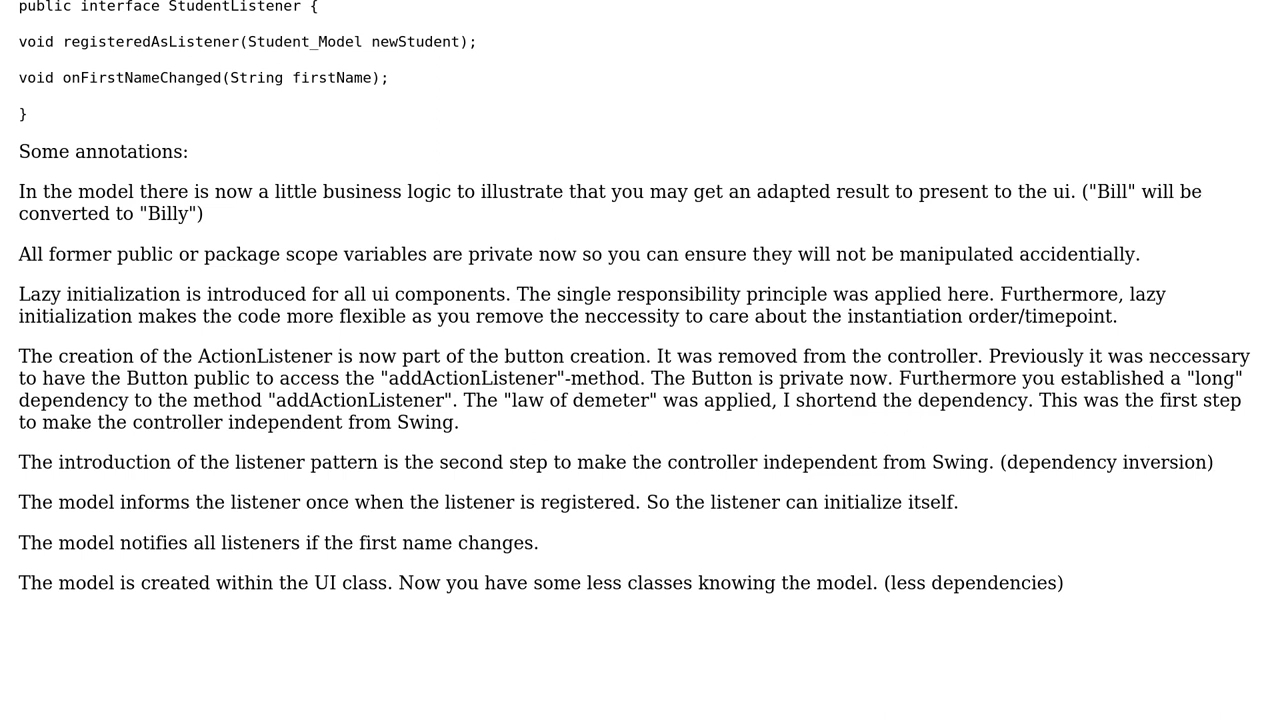 public interface StudentListener {
void registeredAsListener(Student_Model newStudent);
void onFirstNameChanged(String firstName);
}
Some annotations:
In the model there is now a little business logic to illustrate that you may get an adapted result to present to the ui. ("Bill" will be
converted to "Billy")
All former public or package scope variables are private now so you can ensure they will not be manipulated accidentially.
Lazy initialization is introduced for all ui components. The single responsibility principle was applied here. Furthermore, lazy
initialization makes the code more flexible as you remove the neccessity to care about the instantiation order/timepoint.
The creation of the ActionListener is now part of the button creation. It was removed from the controller. Previously it was neccessary
to have the Button public to access the "addActionListener"-method. The Button is private now. Furthermore you established a "long"
dependency to the method "addActionListener". The "law of demeter" was applied, I shortend the dependency. This was the first step
to make the controller independent from Swing.
The introduction of the listener pattern is the second step to make the controller independent from Swing. (dependency inversion)
The model informs the listener once when the listener is registered. So the listener can initialize itself.
The model notifies all listeners if the first name changes.
The model is created within the UI class. Now you have some less classes knowing the model. (less dependencies)